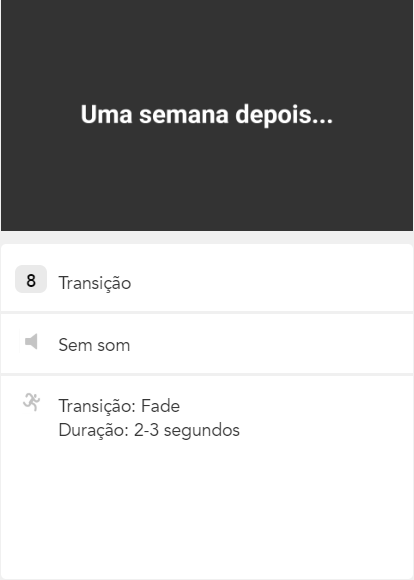 Uma semana depois...
8 Transição
Sem som
Transição: Fade
Duração: 2-3 segundos